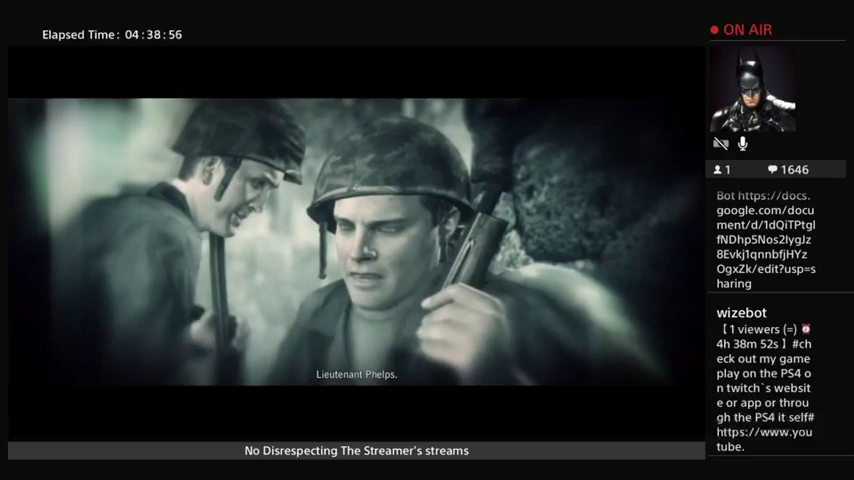 Elapsed Time: 04:38:56
ON AIR
1 1646
Bot https://docs.
google.com/docu
ment/d/1dQiTPtgl
fNDhp5Nos2lygJz
8Evkj1qnnbfjHYz
OgxZk/edit?usp=s
haring
wizebot
【 1 viewers (=) ⏰
4h 38m 52s 】#ch
eck out my game
play on the PS4 o
n twitch`s websit
e or app or throu
gh the PS4 it self#
https://www.you
tube.
Lieutenant Phelps.
No Disrespecting The Streamer's streams